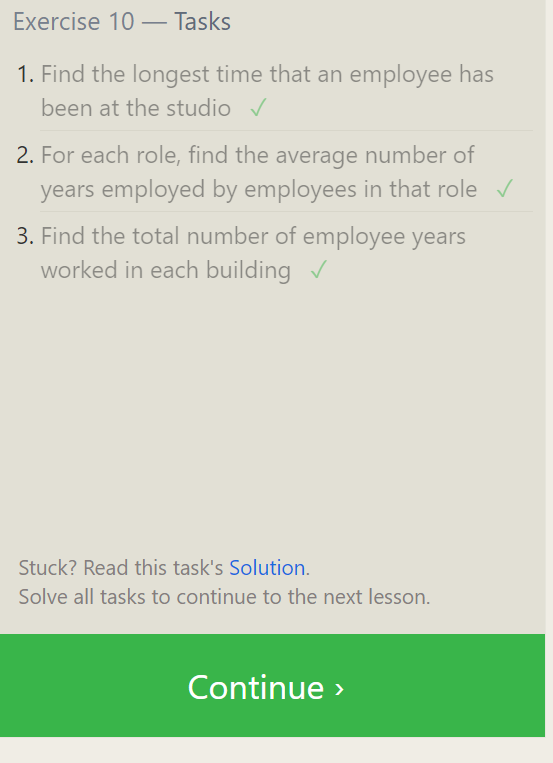 Exercise 10 — Tasks
1. Find the longest time that an employee has
been at the studio ✓
2. For each role, find the average number of
years employed by employees in that role ✓
3. Find the total number of employee years
worked in each building ✓
Stuck? Read this task's Solution.
Solve all tasks to continue to the next lesson.
Continue ›